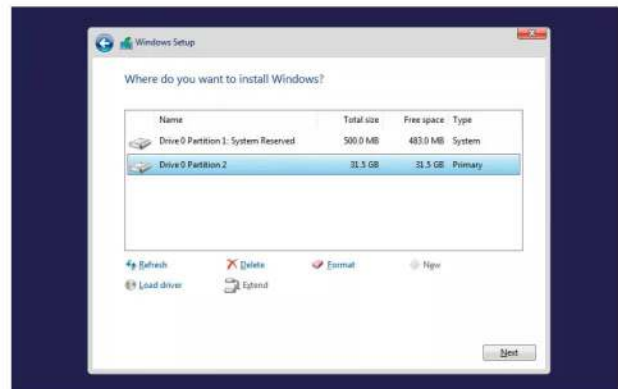 Windows Setup
Where do you want to install Windows?
Name Total size Free space Type
Drive 0 Partition 1: System Reserved 500.0 MB 483.0 MB System
Drive 0 Partition 2 31.5 GB 31.5 GB Primary
Refresh Delete Format New
Load driver Extend
Next